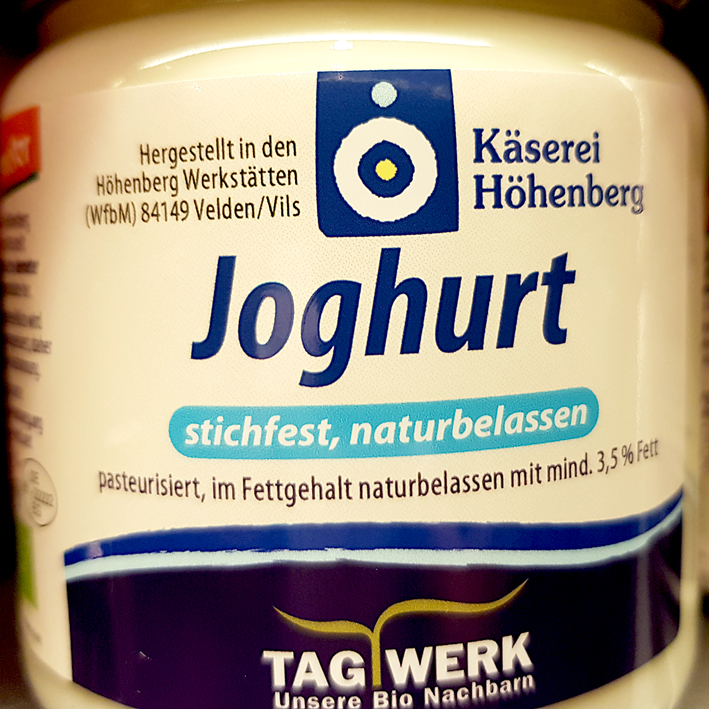 Hergestellt in den
Höhenberg Werkstätten
(WfbM) 84149 Velden/Vils
Käserei
Höhenberg
Joghurt
stichfest, naturbelassen
pasteurisiert, im Fettgehalt naturbelassen mit mind. 3,5 % Fett
TAGWERK
Unsere Bio Nachbarn